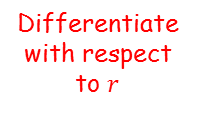 Differentiate
with respect
to r